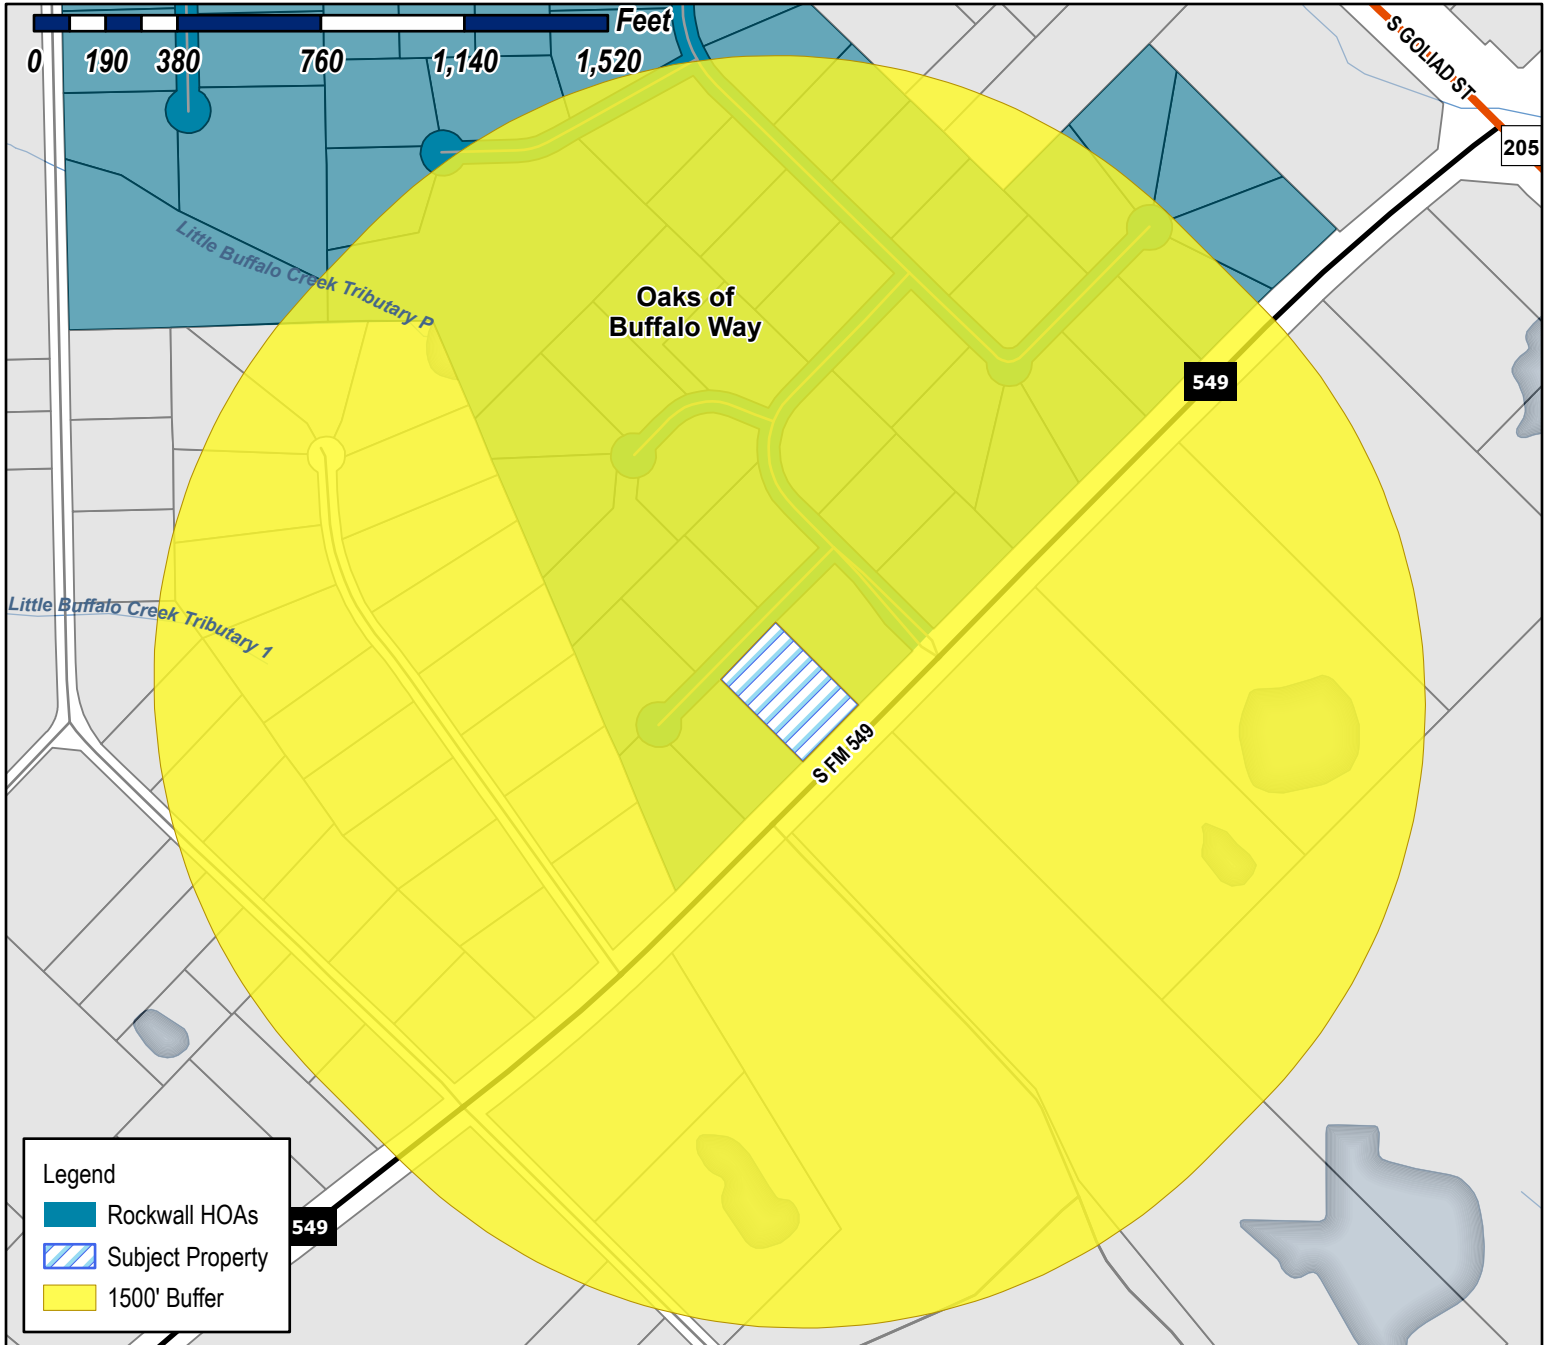 Feet
0 190 380 760 1,140 1,520
S GOLIAD ST
205
Little Buffalo Creek Tributary P
Oaks of
Buffalo Way
549
Little Buffalo Creek Tributary 1
S FM 549
Legend
Rockwall HOAs
Subject Property
1500' Buffer
549